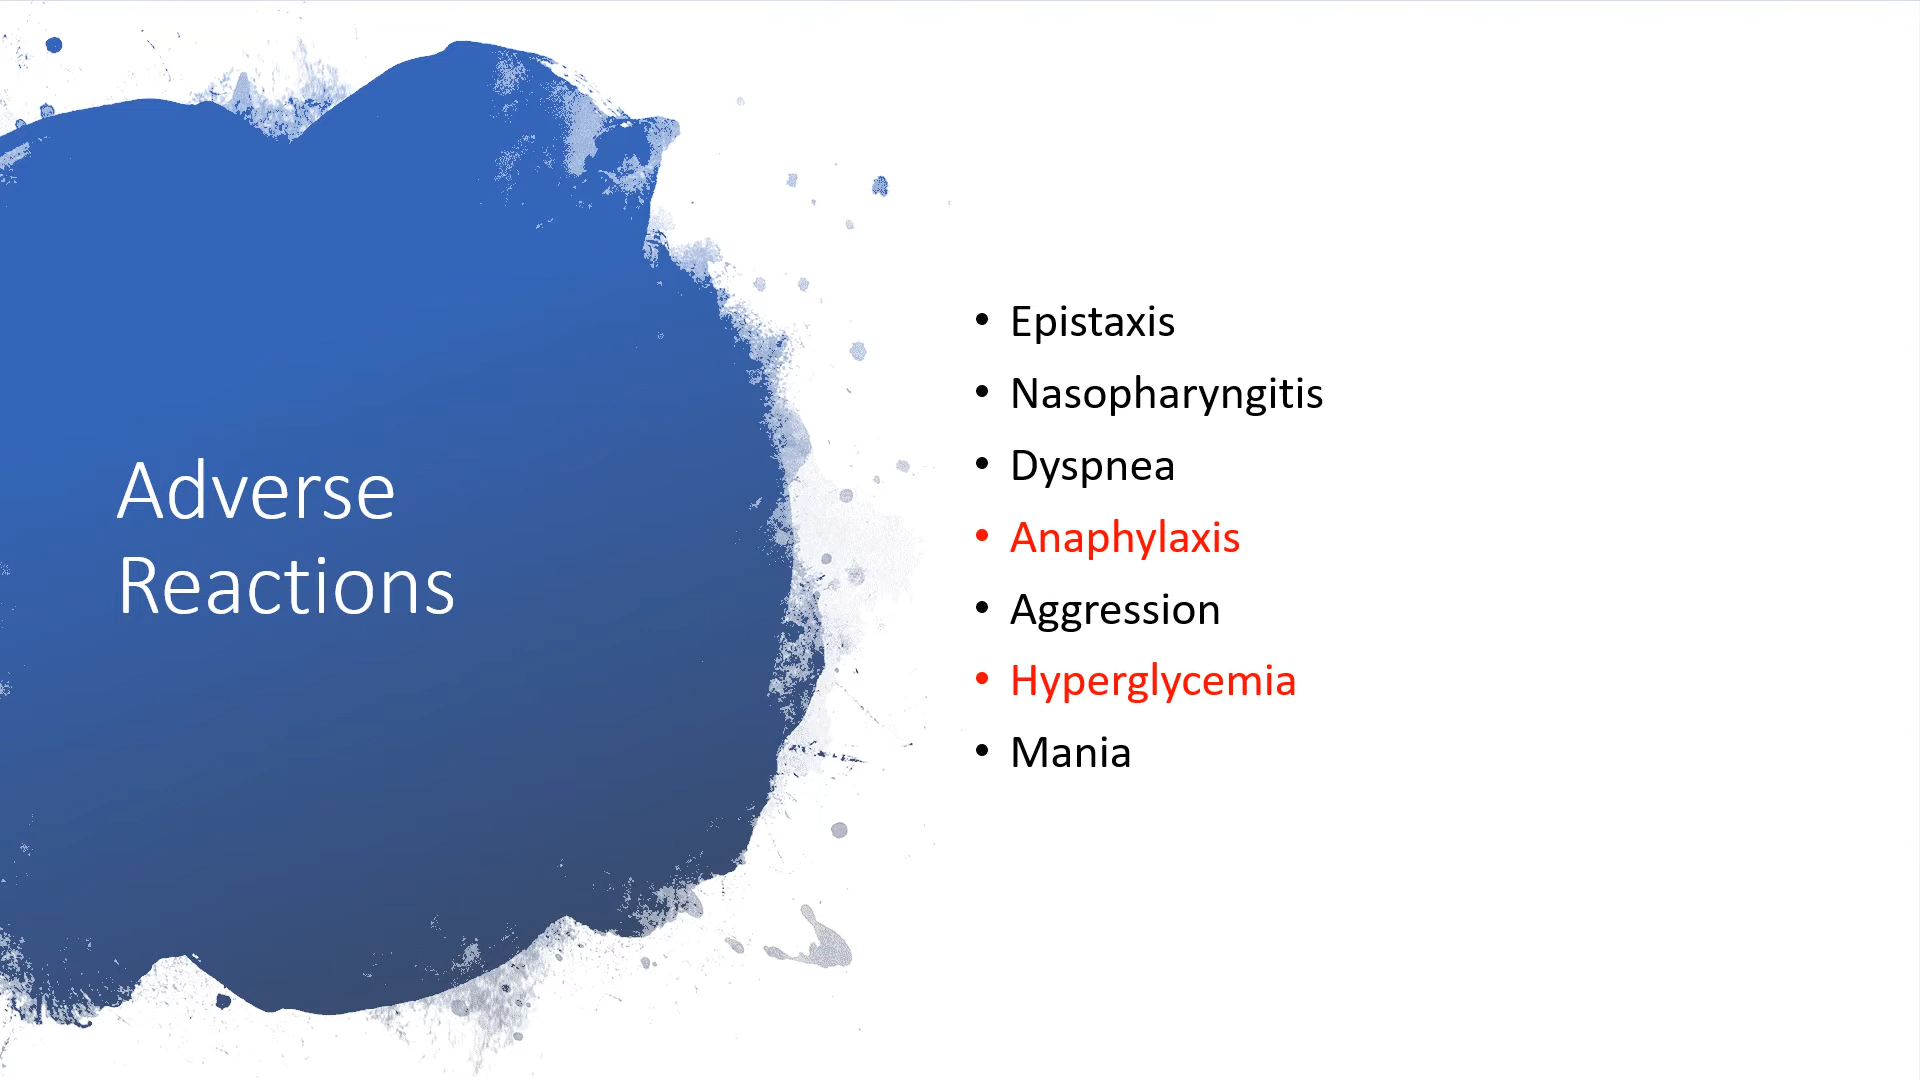 Adverse
Reactions
• Epistaxis
• Nasopharyngitis
• Dyspnea
• Anaphylaxis
• Aggression
• Hyperglycemia
• Mania